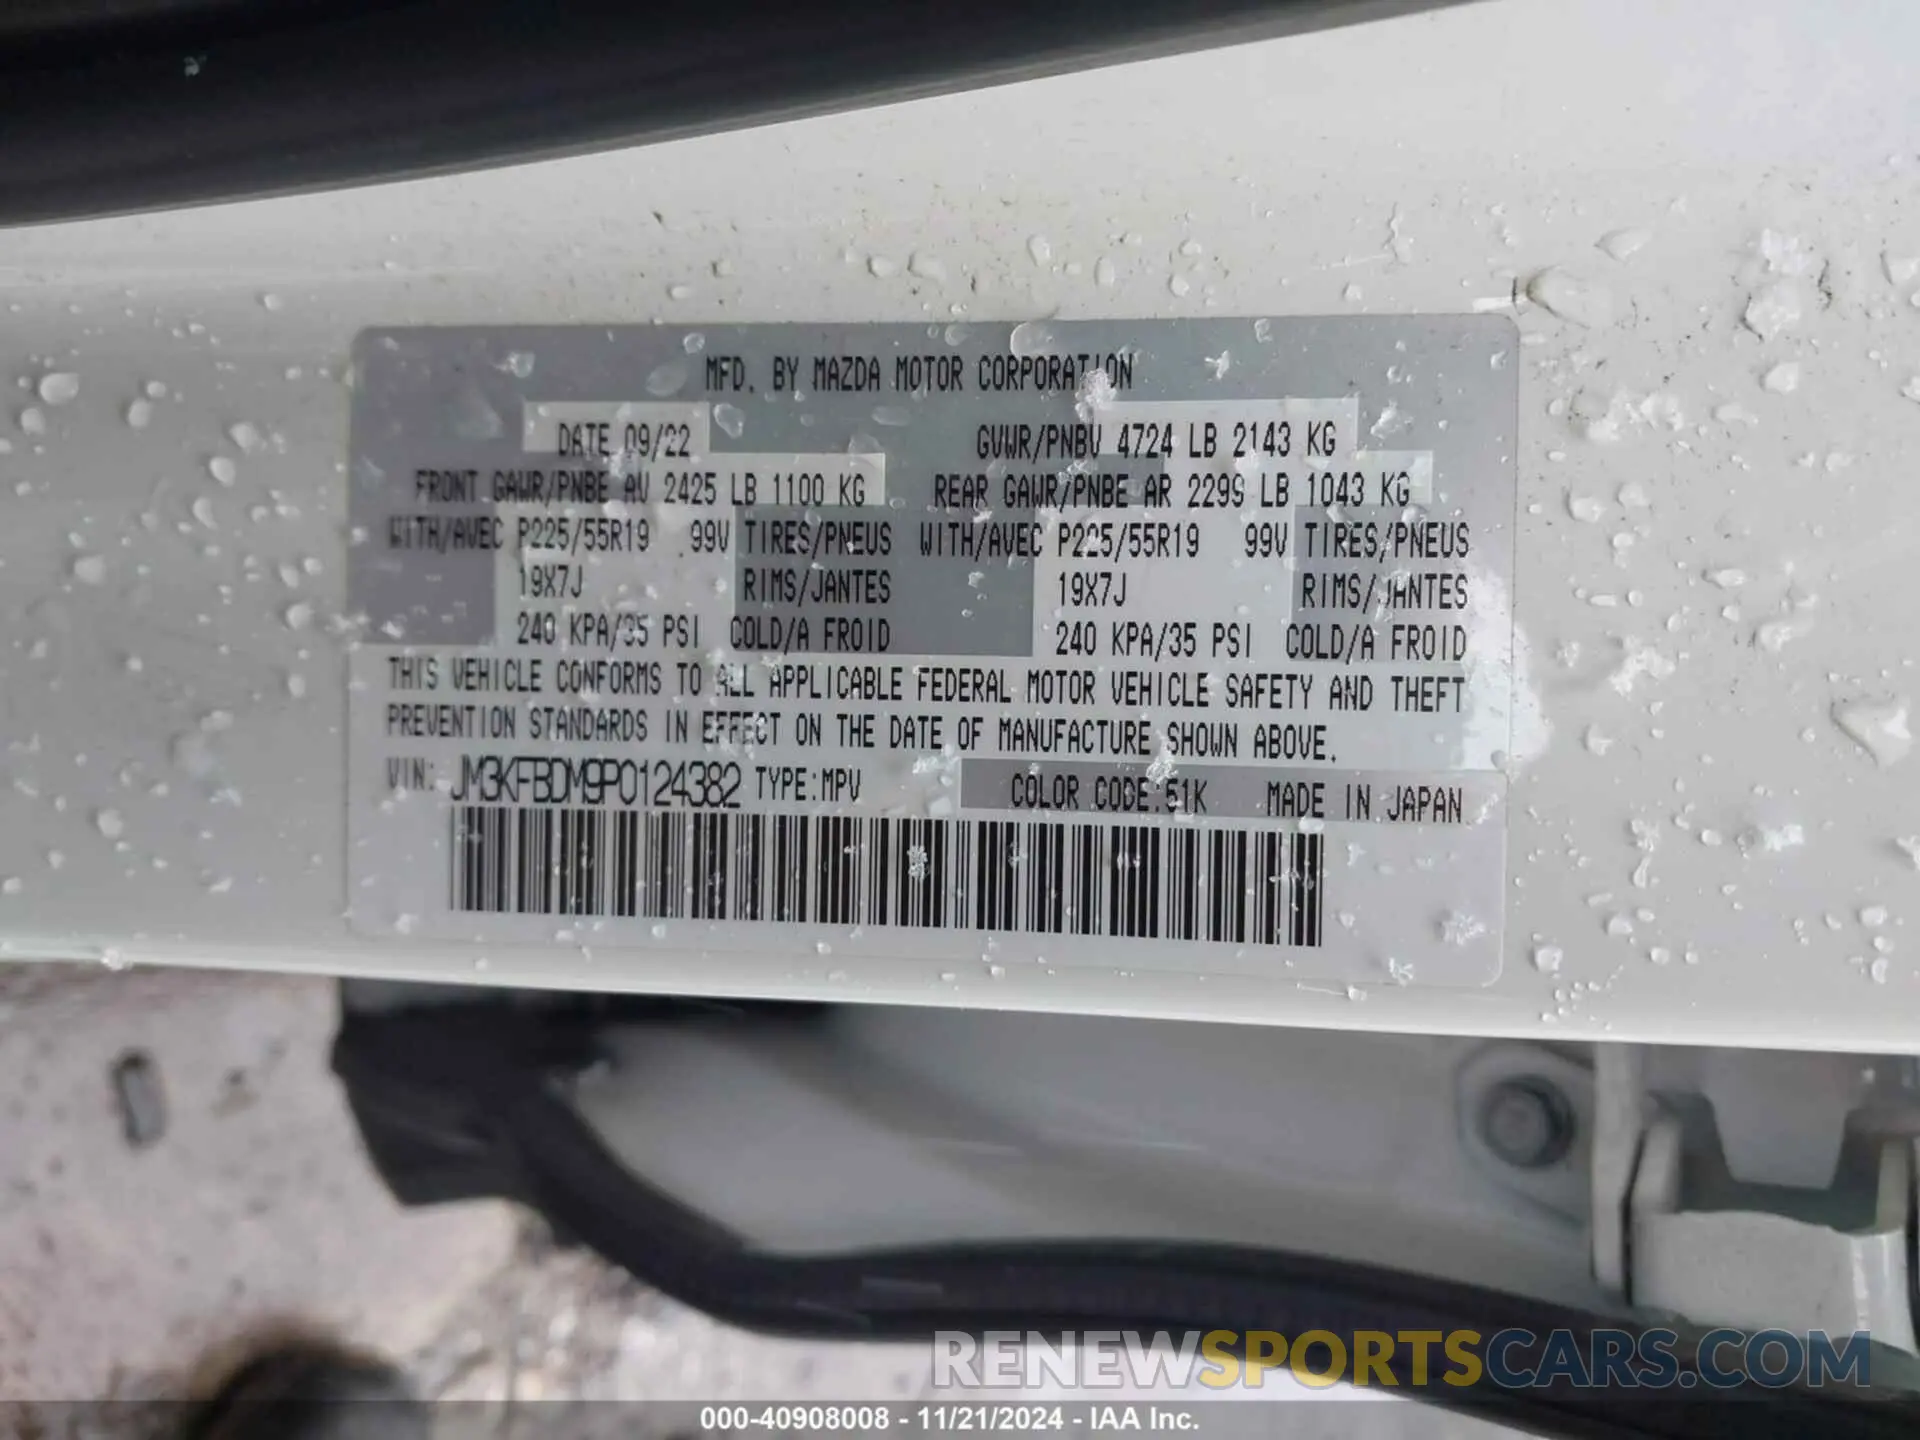 MFD. BY MAZDA MOTOR CORPORATION
DATE 09/22 GVWR/PNBV 4724 LB 2143 KG
FRONT GAWR/PNBE AV 2425 LB 1100 KG REAR GAWR/PNBE AR 2299 LB 1043 KG
WITH/AVEC P225/55R19 99V TIRES/PNEUS WITH/AVEC P225/55R19 99V TIRES/PNEUS
19X7J RIMS/JANTES 19X7J RIMS/JANTES
240 KPA/35 PSI COLD/A FROID 240 KPA/35 PSI COLD/A FROID
THIS VEHICLE CONFORMS TO ALL APPLICABLE FEDERAL MOTOR VEHICLE SAFETY AND THEFT
PREVENTION STANDARDS IN EFFECT ON THE DATE OF MANUFACTURE SHOWN ABOVE.
VIN: JM3KFBDM9P0124382 TYPE:MPV COLOR CODE:51K MADE IN JAPAN
RENEWSPORTSCARS.COM
000-40908008 - 11/21/2024 - IAA Inc.